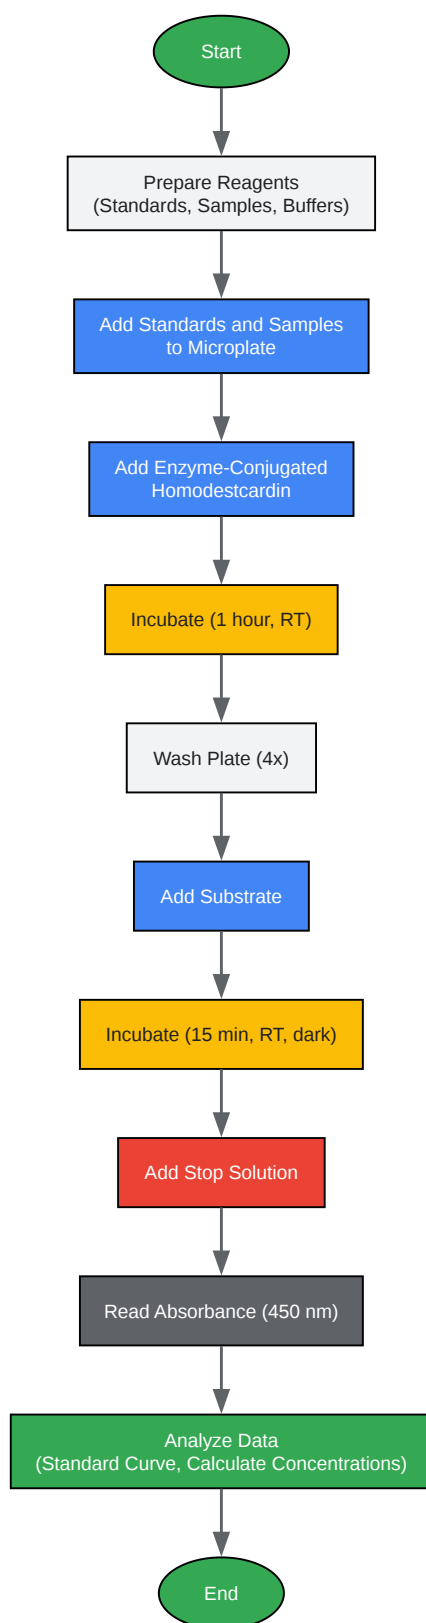 Start
Prepare Reagents
(Standards, Samples, Buffers)
Add Standards and Samples
to Microplate
Add Enzyme-Conjugated
Homodestcardin
Incubate (1 hour, RT)
Wash Plate (4x)
Add Substrate
Incubate (15 min, RT, dark)
Add Stop Solution
Read Absorbance (450 nm)
Analyze Data
(Standard Curve, Calculate Concentrations)
End